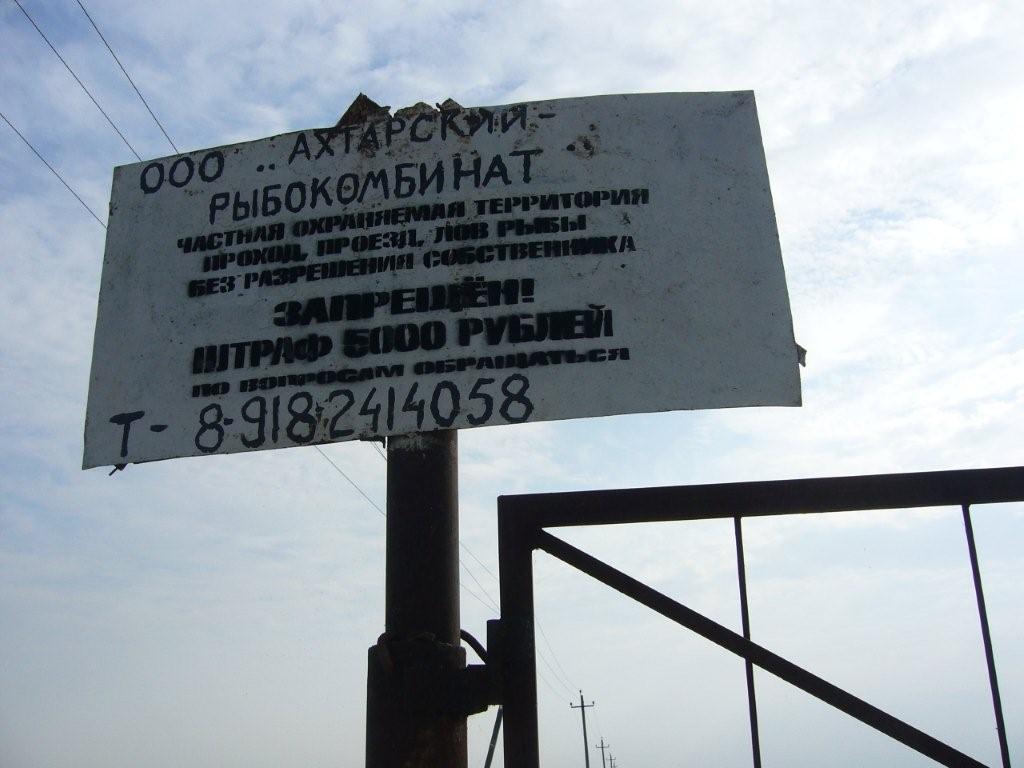 ООО „АХТАРСКИЙ-
РЫБОКОМБИНАТ
ЧАСТНАЯ ОХРАНЯЕМАЯ ТЕРРИТОРИЯ
ПРОХОД, ПРОЕЗД, ЛОВ РЫБЫ
БЕЗ РАЗРЕШЕНИЯ СОБСТВЕННИКА
ЗАПРЕЩЁН!
ШТРАФ 5000 РУБЛЕЙ
ПО ВОПРОСАМ ОБРАЩАТЬСЯ
Т- 8-918 2414058